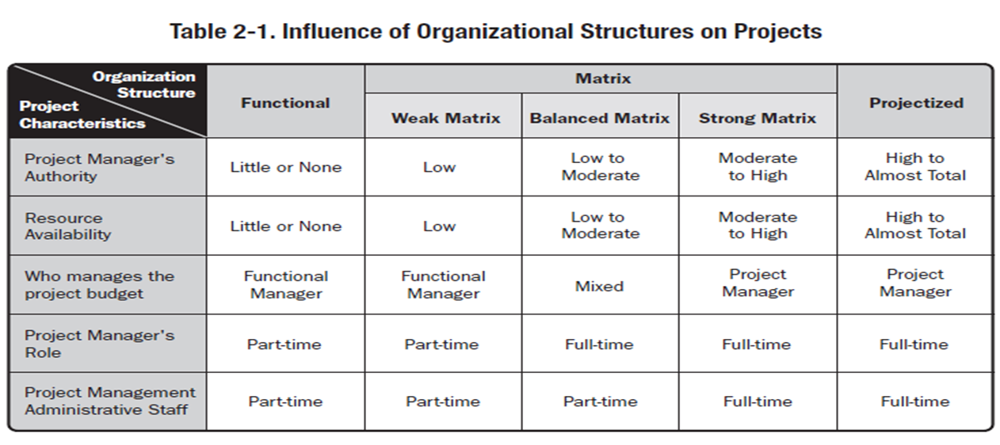 Table 2-1. Influence of Organizational Structures on Projects
Organization
Structure
Project
Characteristics
Functional
Matrix
Weak Matrix
Balanced Matrix
Strong Matrix
Projectized
Project Manager's
Authority
Little or None
Low
Low to
Moderate
Moderate
to High
High to
Almost Total
Resource
Availability
Little or None
Low
Low to
Moderate
Moderate
to High
High to
Almost Total
Who manages the
project budget
Functional
Manager
Functional
Manager
Mixed
Project
Manager
Project
Manager
Project Manager's
Role
Part-time
Part-time
Full-time
Full-time
Full-time
Project Management
Administrative Staff
Part-time
Part-time
Part-time
Full-time
Full-time